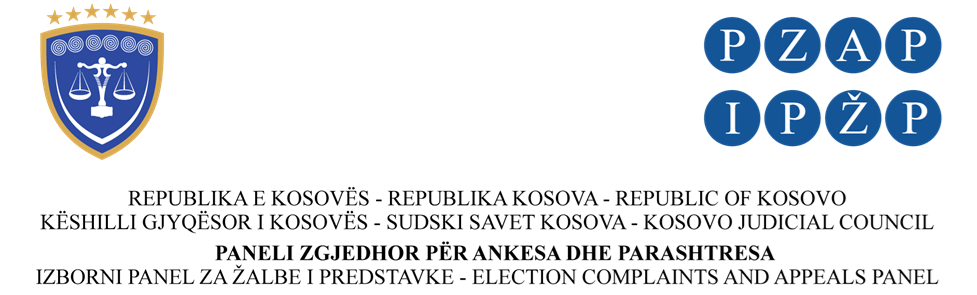 PZAP
IPŽP
REPUBLIKA E KOSOVËS - REPUBLIKA KOSOVA - REPUBLIC OF KOSOVO
KËSHILLI GJYQËSOR I KOSOVËS - SUDSKI SAVET KOSOVA - KOSOVO JUDICIAL COUNCIL
PANELI ZGJEDHOR PËR ANKESA DHE PARASHTRESA
IZBORNI PANEL ZA ŽALBE I PREDSTAVKE - ELECTION COMPLAINTS AND APPEALS PANEL